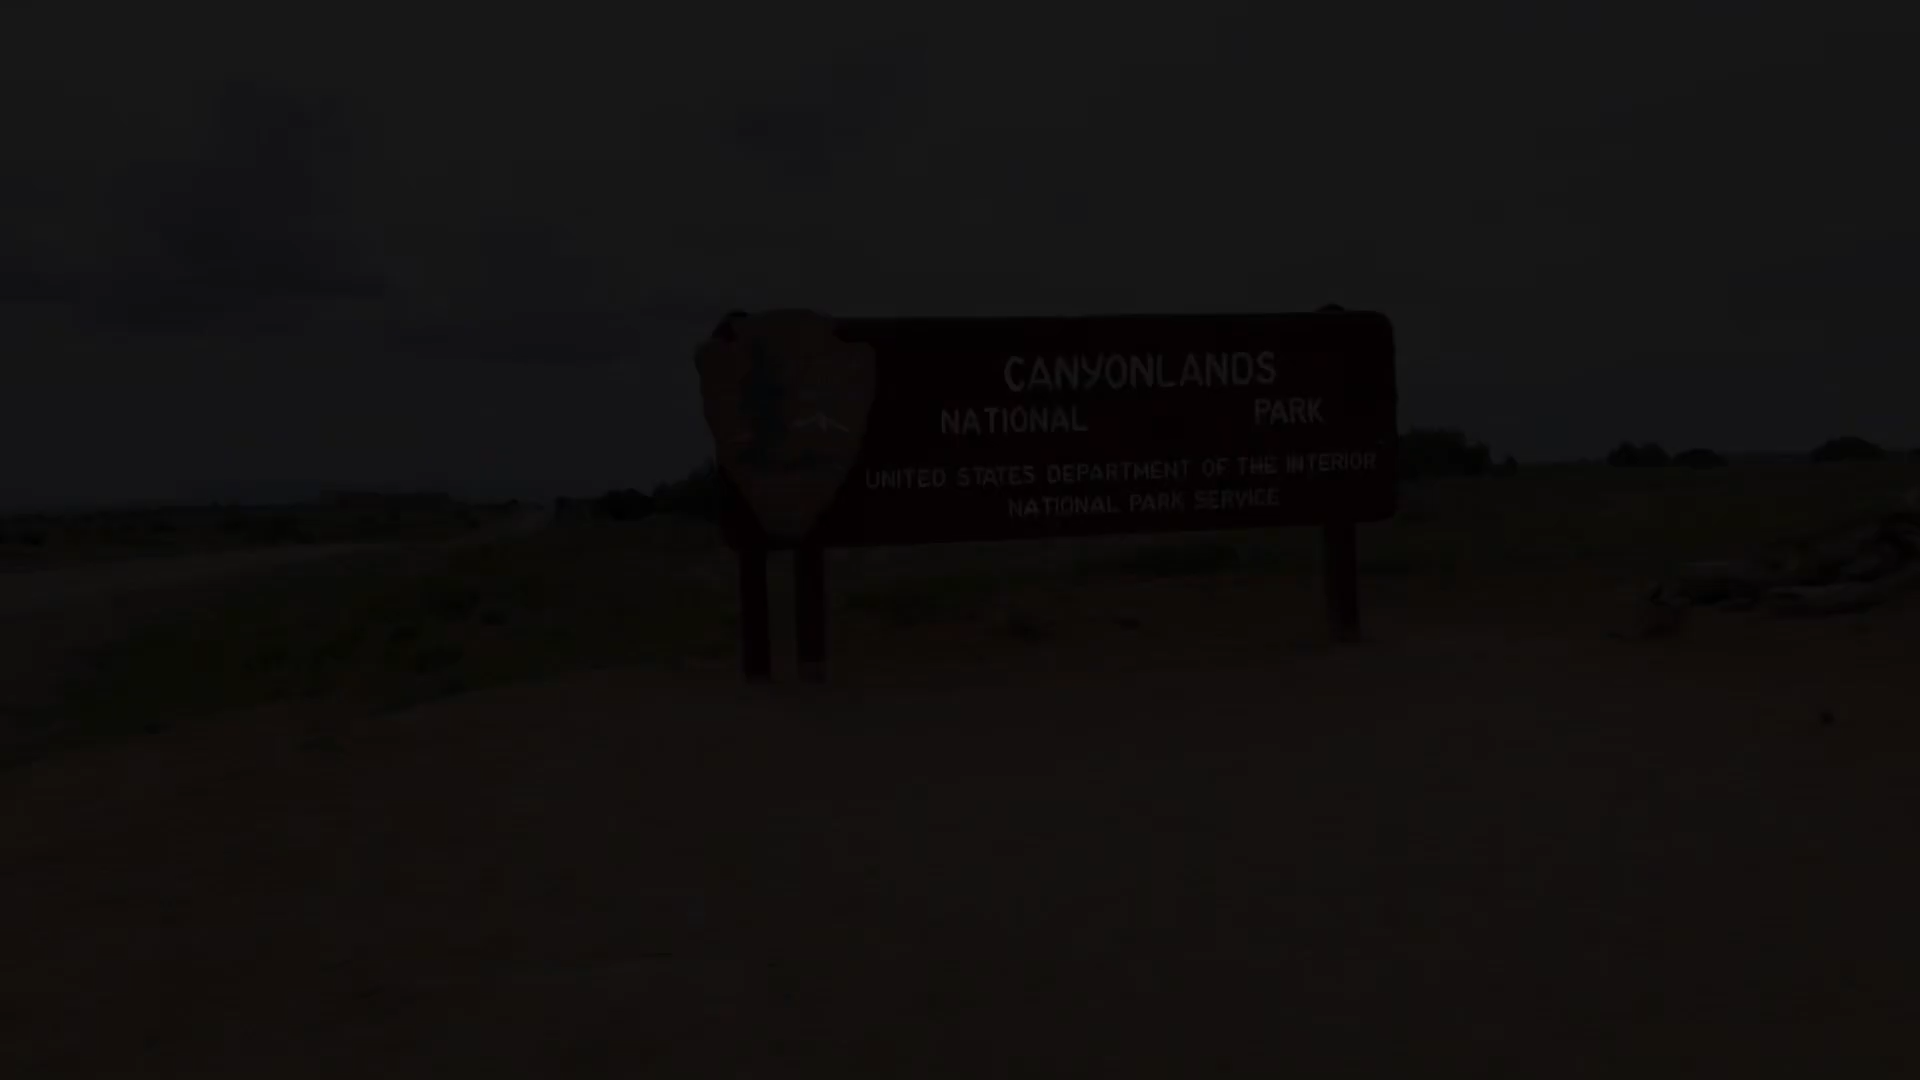 CANYONLANDS
NATIONAL PARK
UNITED STATES DEPARTMENT OF THE INTERIOR
NATIONAL PARK SERVICE